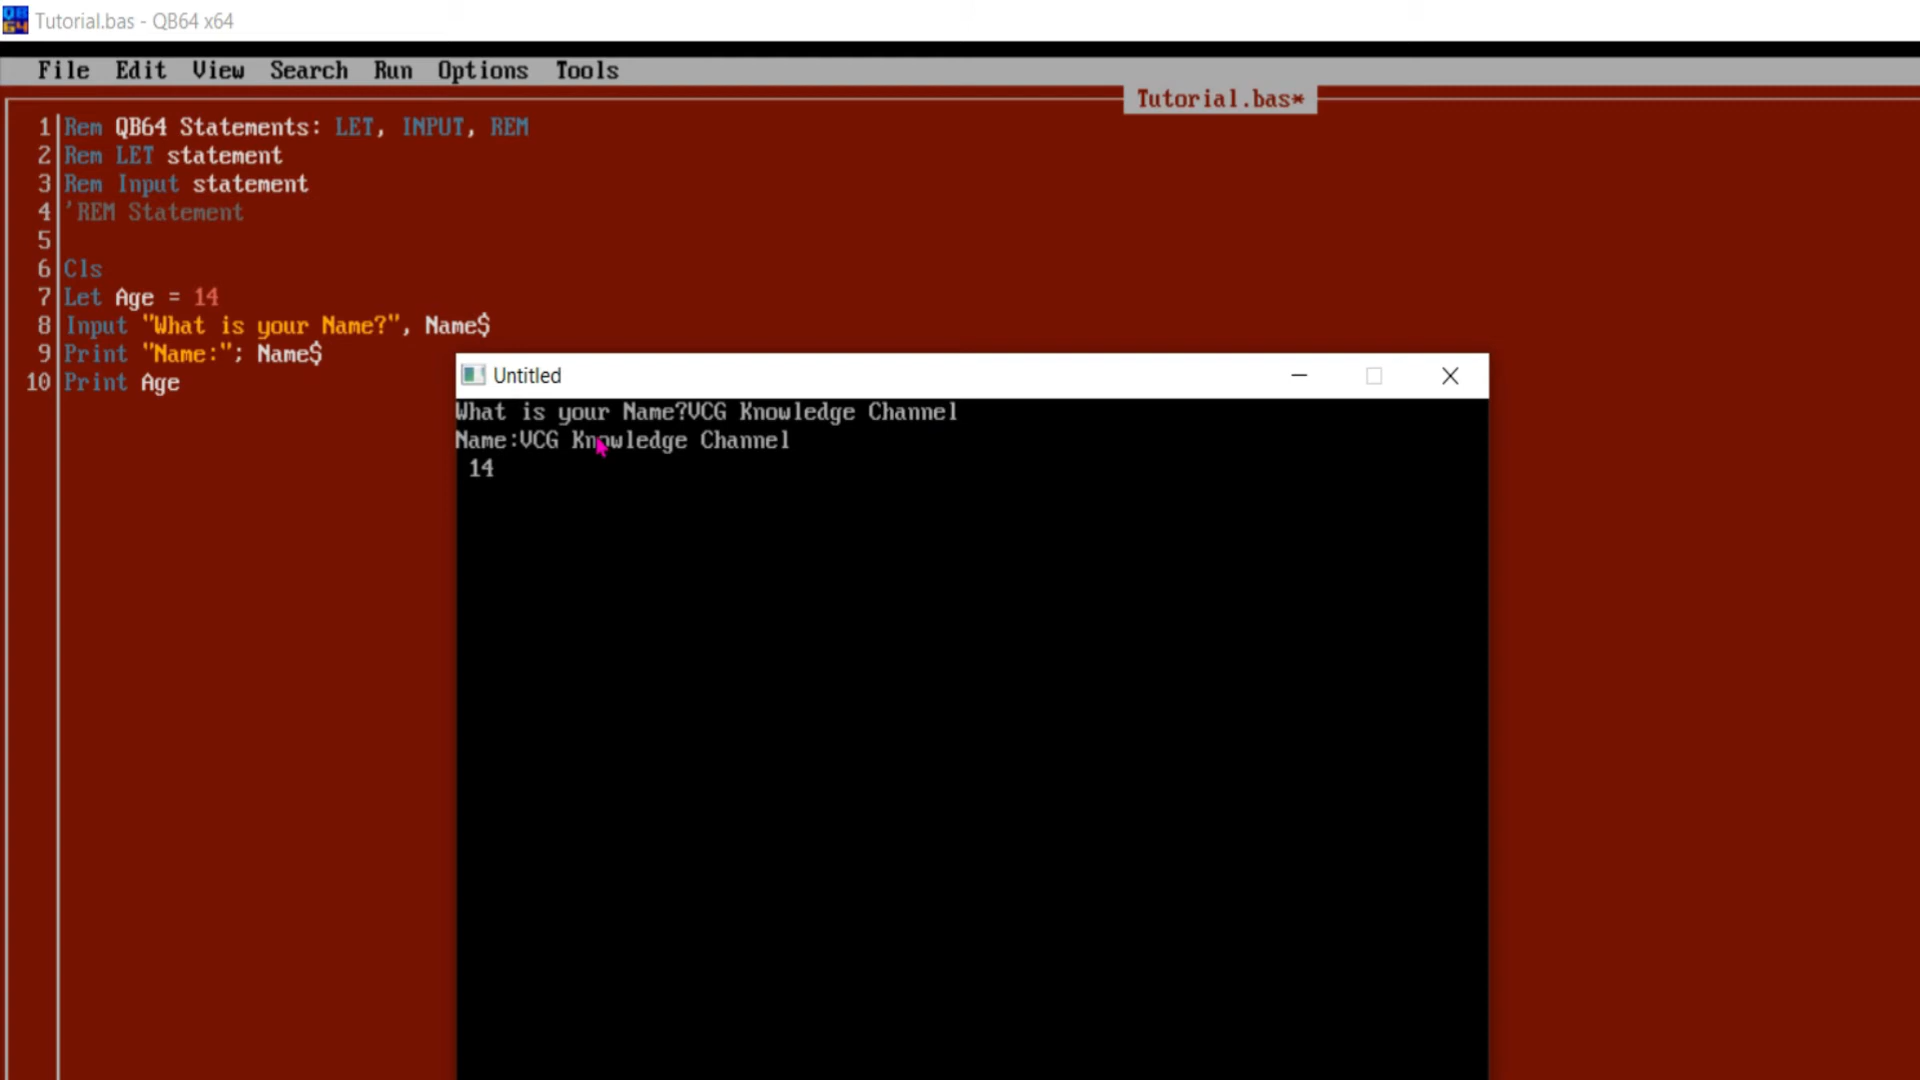 Tutorial.bas - QB64 x64
File Edit View Search Run Options Tools
Tutorial.bas*
1 Rem QB64 Statements: LET, INPUT, REM
2 Rem LET statement
3 Rem Input statement
4 'REM Statement
5
6 Cls
7 Let Age = 14
8 Input "What is your Name?", Name$
9 Print "Name:"; Name$
10 Print Age
Untitled
What is your Name?VCG Knowledge Channel
Name:VCG Knowledge Channel
14